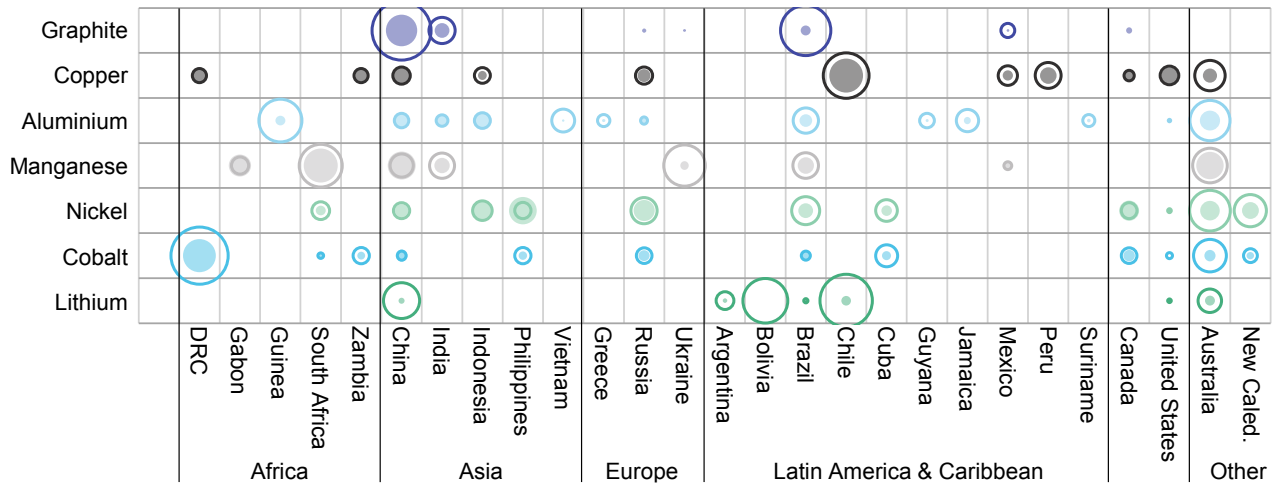 Graphite
Copper
Aluminium
Manganese
Nickel
Cobalt
Lithium
DRC
Gabon
Guinea
South Africa
Zambia
China
India
Indonesia
Philippines
Vietnam
Greece
Russia
Ukraine
Argentina
Bolivia
Brazil
Chile
Cuba
Guyana
Jamaica
Mexico
Peru
Suriname
Canada
United States
Australia
New Caled.
Africa
Asia
Europe
Latin America & Caribbean
Other